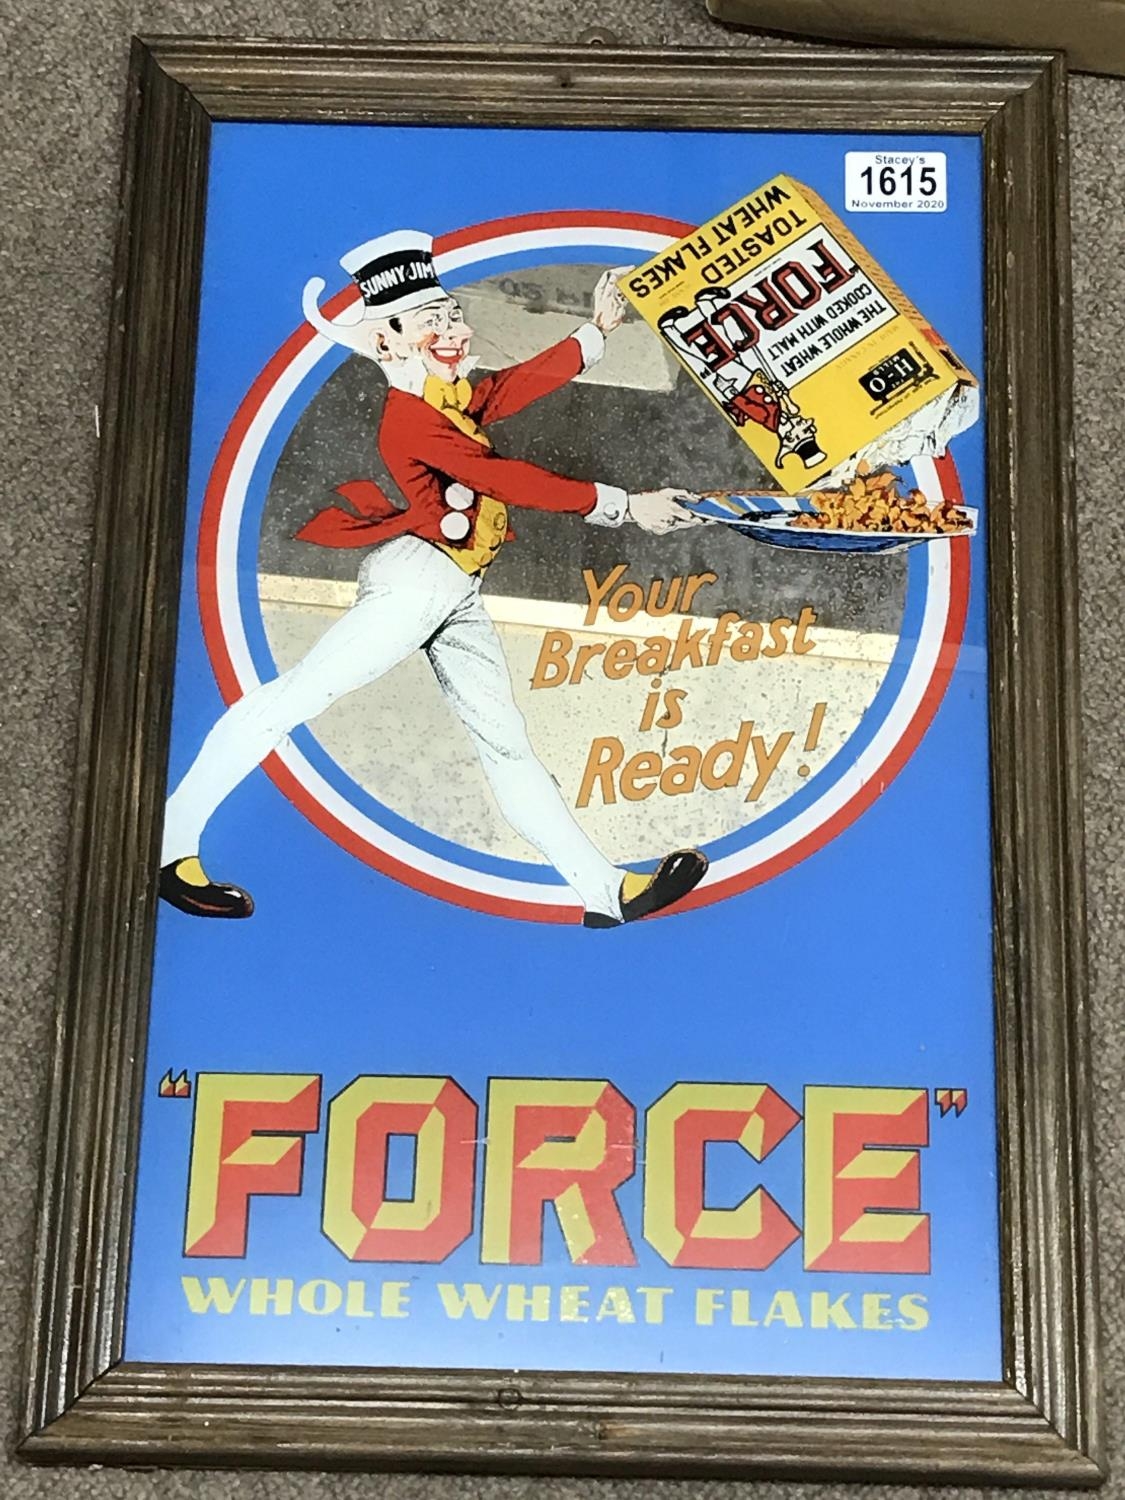 Stacey's
1615
November 2020
SUNNY JIM
TOASTED
WHEAT FLAKES
"FORCE"
THE WHOLE WHEAT
COOKED WITH MALT
H-O
Your
Breakfast
is
Ready!
"FORCE"
WHOLE WHEAT FLAKES